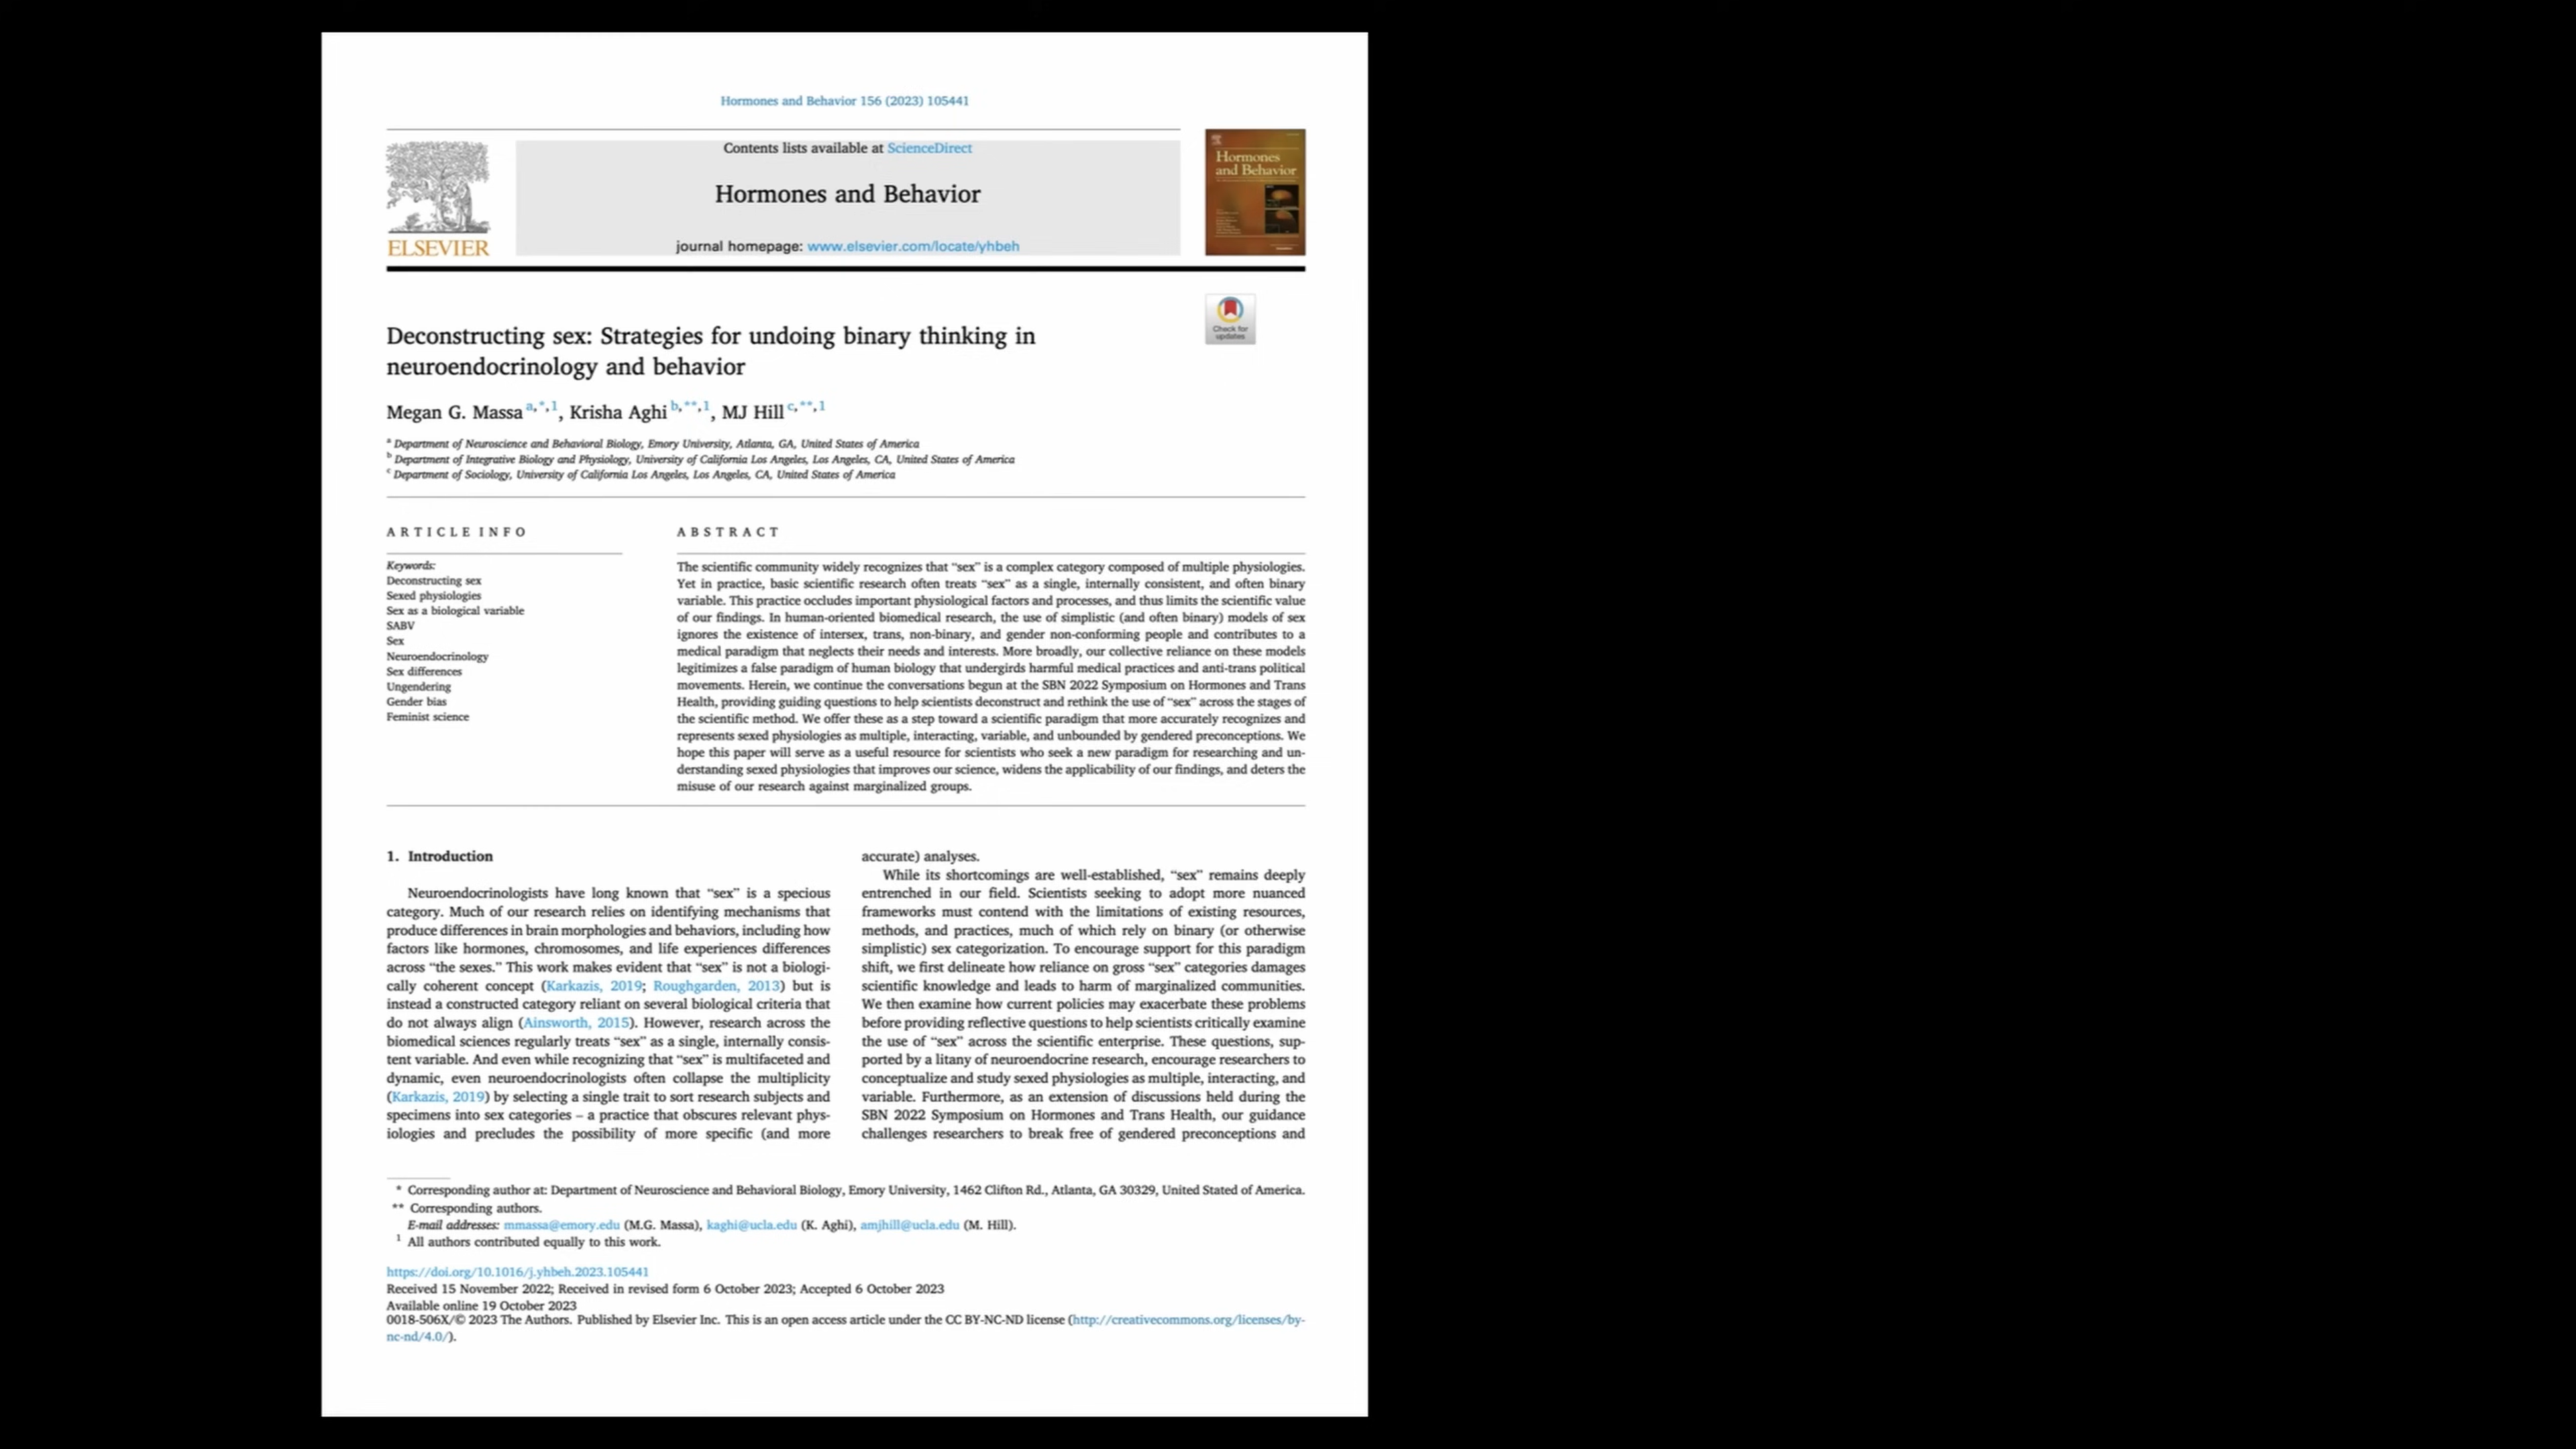 Hormones and Behavior 156 (2023) 105441
Contents lists available at ScienceDirect
Hormones and Behavior
journal homepage: www.elsevier.com/locate/yhbeh
ELSEVIER
Hormones
and Behavior
Check for
updates
Deconstructing sex: Strategies for undoing binary thinking in
neuroendocrinology and behavior
Megan G. Massa a,*,1, Krisha Aghi b,**,1, MJ Hill c,**,1
a Department of Neuroscience and Behavioral Biology, Emory University, Atlanta, GA, United States of America
b Department of Integrative Biology and Physiology, University of California Los Angeles, Los Angeles, CA, United States of America
c Department of Sociology, University of California Los Angeles, Los Angeles, CA, United States of America
ARTICLE INFO
Keywords:
Deconstructing sex
Sexed physiologies
Sex as a biological variable
SABV
Sex
Neuroendocrinology
Sex differences
Ungendering
Gender bias
Feminist science
ABSTRACT
The scientific community widely recognizes that “sex” is a complex category composed of multiple physiologies.
Yet in practice, basic scientific research often treats “sex” as a single, internally consistent, and often binary
variable. This practice occludes important physiological factors and processes, and thus limits the scientific value
of our findings. In human-oriented biomedical research, the use of simplistic (and often binary) models of sex
ignores the existence of intersex, trans, non-binary, and gender non-conforming people and contributes to a
medical paradigm that neglects their needs and interests. More broadly, our collective reliance on these models
legitimizes a false paradigm of human biology that undergirds harmful medical practices and anti-trans political
movements. Herein, we continue the conversations begun at the SBN 2022 Symposium on Hormones and Trans
Health, providing guiding questions to help scientists deconstruct and rethink the use of “sex” across the stages of
the scientific method. We offer these as a step toward a scientific paradigm that more accurately recognizes and
represents sexed physiologies as multiple, interacting, variable, and unbounded by gendered preconceptions. We
hope this paper will serve as a useful resource for scientists who seek a new paradigm for researching and un-
derstanding sexed physiologies that improves our science, widens the applicability of our findings, and deters the
misuse of our research against marginalized groups.
1. Introduction
Neuroendocrinologists have long known that “sex” is a specious
category. Much of our research relies on identifying mechanisms that
produce differences in brain morphologies and behaviors, including how
factors like hormones, chromosomes, and life experiences differences
across “the sexes.” This work makes evident that “sex” is not a biologi-
cally coherent concept (Karkazis, 2019; Roughgarden, 2013) but is
instead a constructed category reliant on several biological criteria that
do not always align (Ainsworth, 2015). However, research across the
biomedical sciences regularly treats “sex” as a single, internally consis-
tent variable. And even while recognizing that “sex” is multifaceted and
dynamic, even neuroendocrinologists often collapse the multiplicity
(Karkazis, 2019) by selecting a single trait to sort research subjects and
specimens into sex categories – a practice that obscures relevant phys-
iologies and precludes the possibility of more specific (and more
accurate) analyses.
While its shortcomings are well-established, “sex” remains deeply
entrenched in our field. Scientists seeking to adopt more nuanced
frameworks must contend with the limitations of existing resources,
methods, and practices, much of which rely on binary (or otherwise
simplistic) sex categorization. To encourage support for this paradigm
shift, we first delineate how reliance on gross “sex” categories damages
scientific knowledge and leads to harm of marginalized communities.
We then examine how current policies may exacerbate these problems
before providing reflective questions to help scientists critically examine
the use of “sex” across the scientific enterprise. These questions, sup-
ported by a litany of neuroendocrine research, encourage researchers to
conceptualize and study sexed physiologies as multiple, interacting, and
variable. Furthermore, as an extension of discussions held during the
SBN 2022 Symposium on Hormones and Trans Health, our guidance
challenges researchers to break free of gendered preconceptions and
* Corresponding author at: Department of Neuroscience and Behavioral Biology, Emory University, 1462 Clifton Rd., Atlanta, GA 30329, United Stated of America.
** Corresponding authors.
E-mail addresses: mmassa@emory.edu (M.G. Massa), kaghi@ucla.edu (K. Aghi), amjhill@ucla.edu (M. Hill).
1 All authors contributed equally to this work.
https://doi.org/10.1016/j.yhbeh.2023.105441
Received 15 November 2022; Received in revised form 6 October 2023; Accepted 6 October 2023
Available online 19 October 2023
0018-506X/© 2023 The Authors. Published by Elsevier Inc. This is an open access article under the CC BY-NC-ND license (http://creativecommons.org/licenses/by-
nc-nd/4.0/).